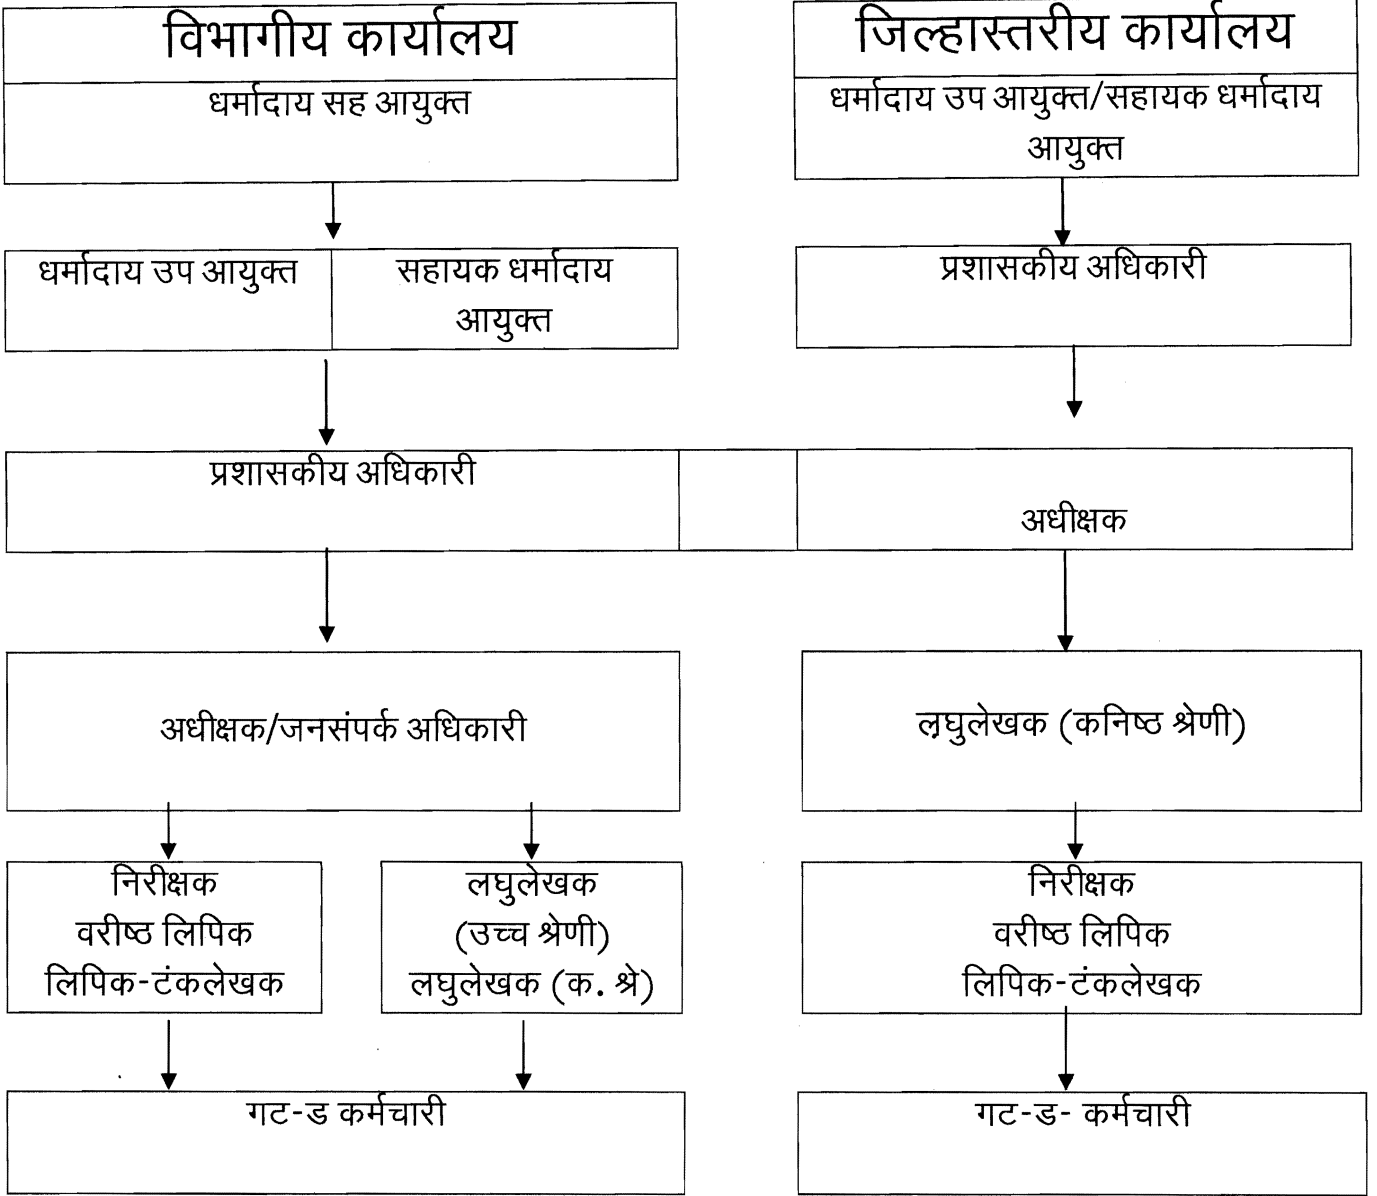 विभागीय कार्यालय
धर्मादाय सह आयुक्त
धर्मादाय उप आयुक्त
सहायक धर्मादाय
आयुक्त
प्रशासकीय अधिकारी
अधीक्षक/जनसंपर्क अधिकारी
निरीक्षक
वरीष्ठ लिपिक
लिपिक-टंकलेखक
लघुलेखक
(उच्च श्रेणी)
लघुलेखक (क. श्रे)
गट-ड कर्मचारी
जिल्हास्तरीय कार्यालय
धर्मादाय उप आयुक्त/सहायक धर्मादाय
आयुक्त
प्रशासकीय अधिकारी
अधीक्षक
लघुलेखक (कनिष्ठ श्रेणी)
निरीक्षक
वरीष्ठ लिपिक
लिपिक-टंकलेखक
गट-ड- कर्मचारी